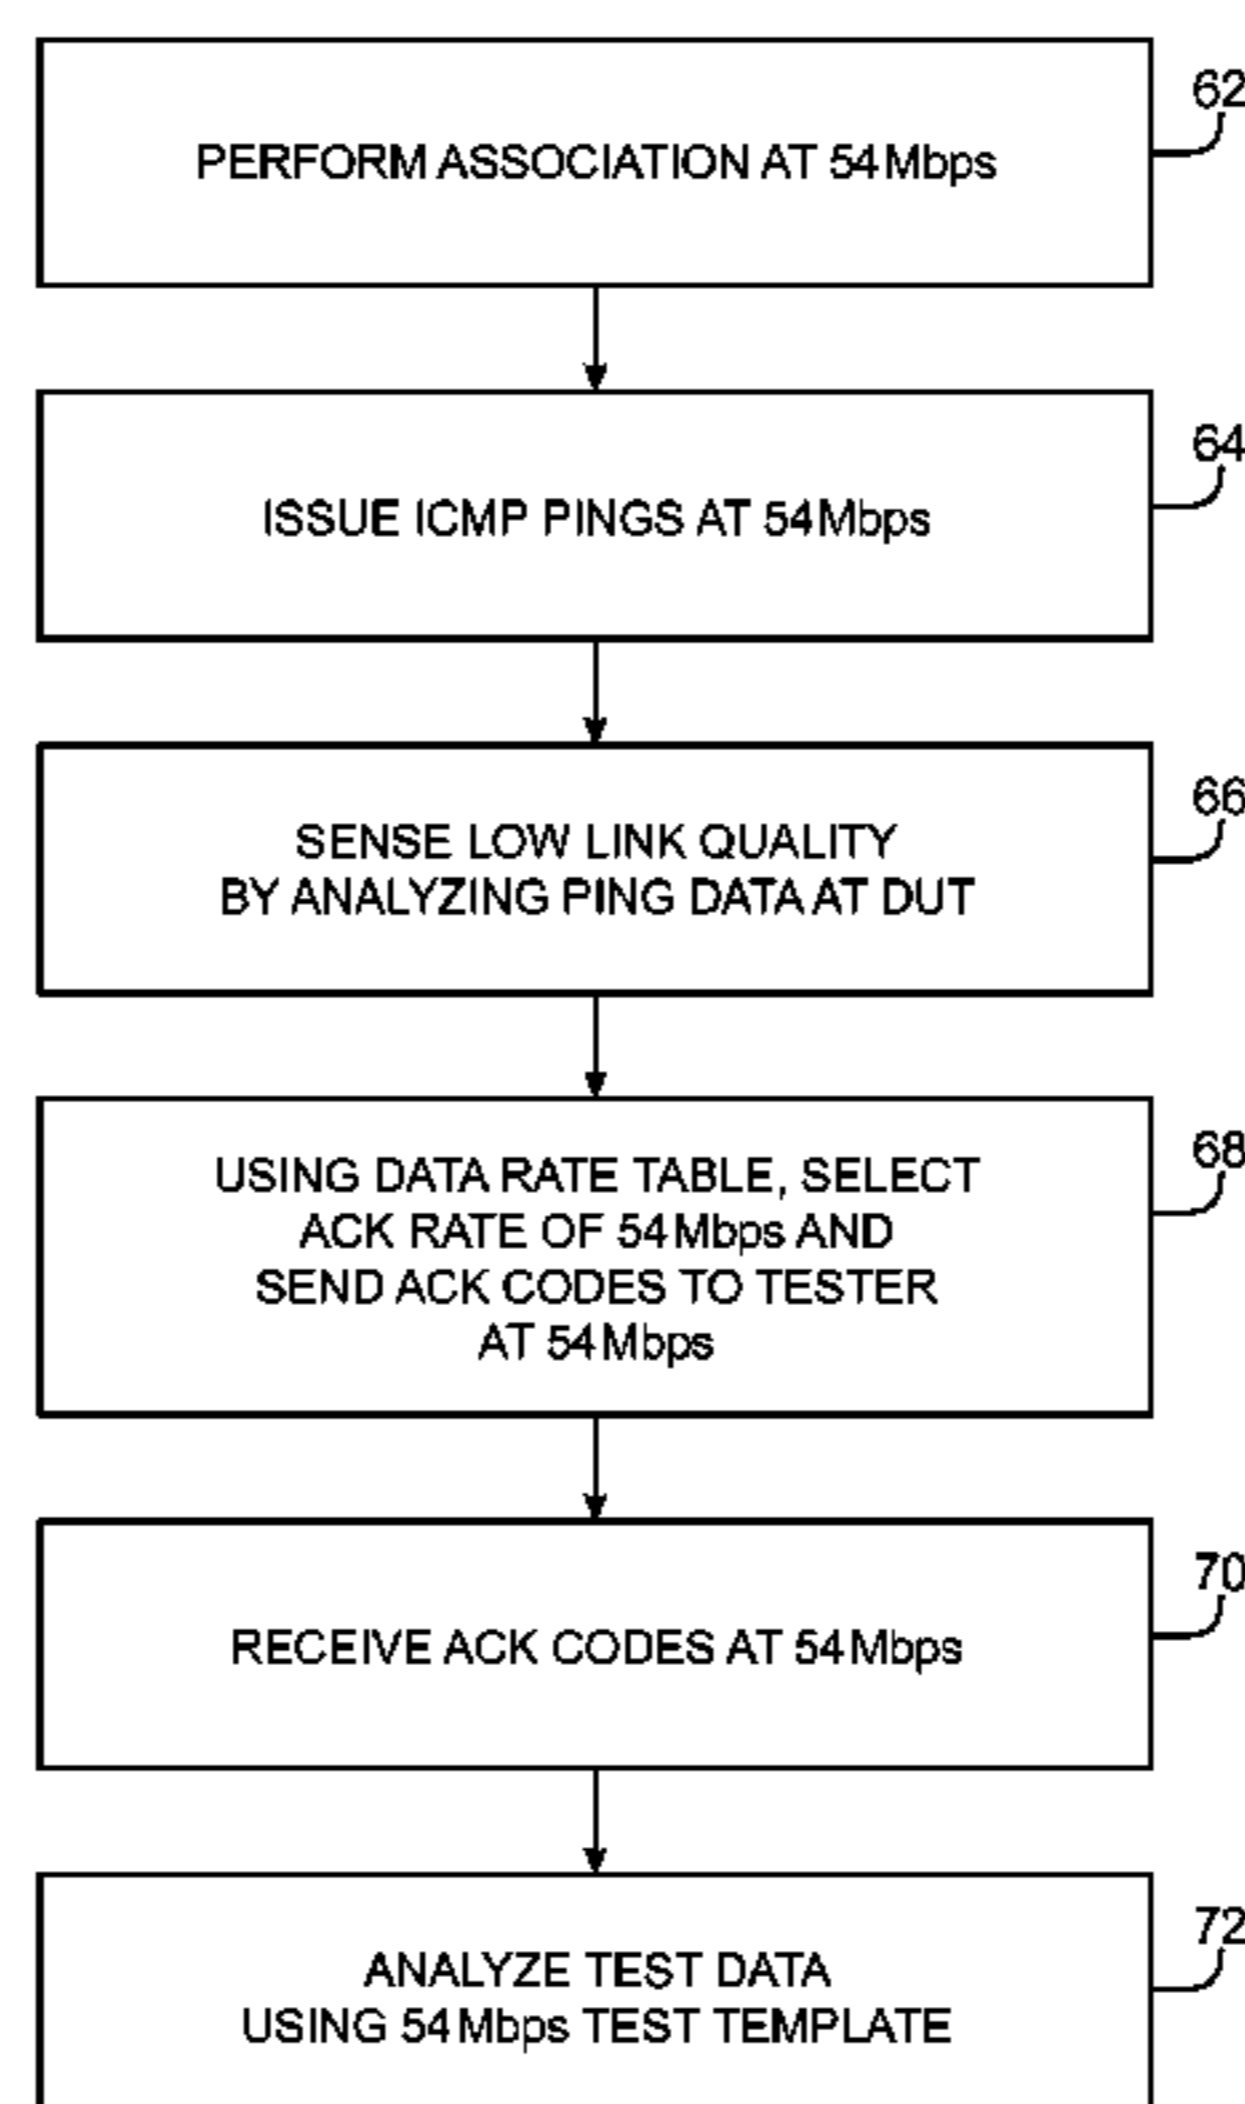 62
PERFORM ASSOCIATION AT 54Mbps
64
ISSUE ICMP PINGS AT 54Mbps
66
SENSE LOW LINK QUALITY
BY ANALYZING PING DATA AT DUT
68
USING DATA RATE TABLE, SELECT
ACK RATE OF 54Mbps AND
SEND ACK CODES TO TESTER
AT 54Mbps
70
RECEIVE ACK CODES AT 54Mbps
72
ANALYZE TEST DATA
USING 54Mbps TEST TEMPLATE